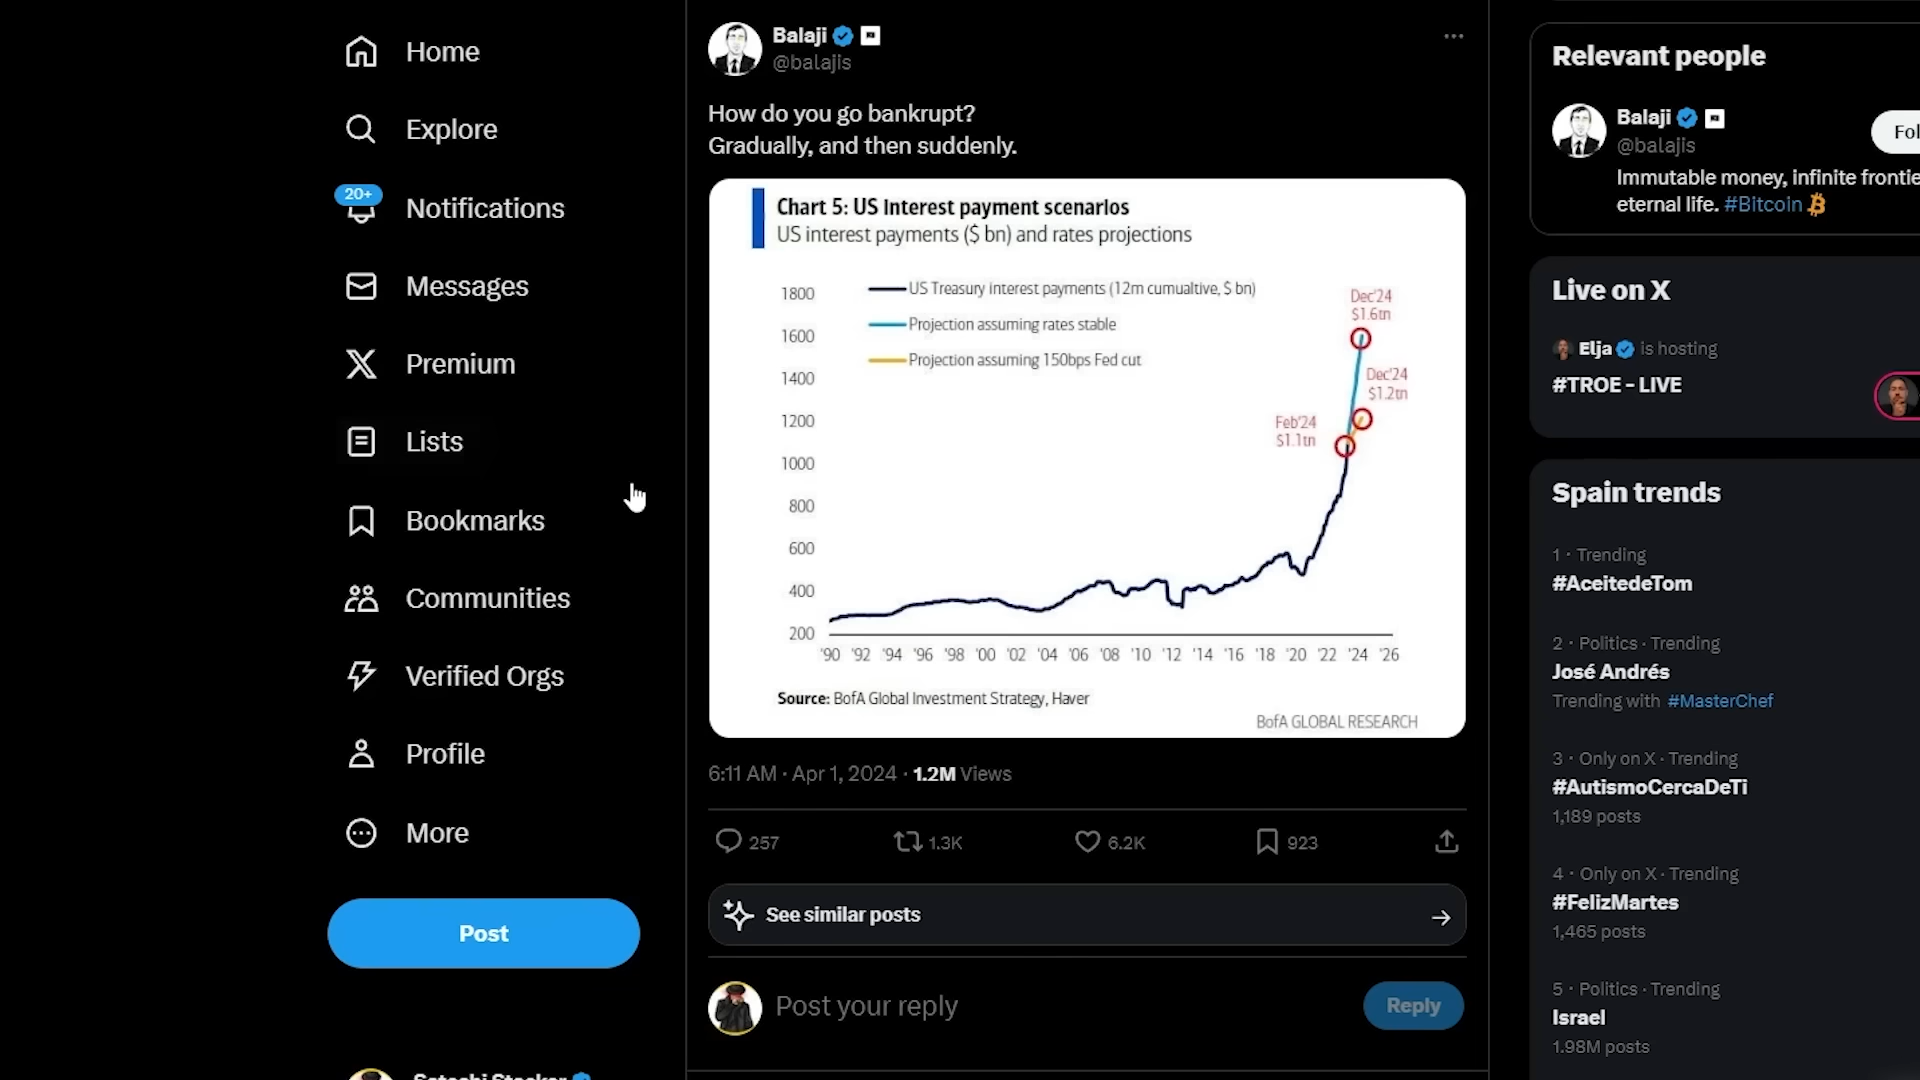 Home
Explore
20+
Notifications
Messages
Premium
Lists
Bookmarks
Communities
Verified Orgs
Profile
More
Post
Balaji
@balajis
How do you go bankrupt?
Gradually, and then suddenly.
Chart 5: US Interest payment scenarios
US interest payments ($ bn) and rates projections
US Treasury interest payments (12m cumualtive, $ bn)
Projection assuming rates stable
Projection assuming 150bps Fed cut
1800
1600
1400
1200
1000
800
600
400
200
Dec'24
$1.6tn
Dec'24
$1.2tn
Feb'24
$1.1tn
'90 '92 '94 '96 '98 '00 '02 '04 '06 '08 '10 '12 '14 '16 '18 '20 '22 '24 '26
Source: BofA Global Investment Strategy, Haver
BofA GLOBAL RESEARCH
6:11 AM · Apr 1, 2024 · 1.2M Views
257 1.3K 6.2K 923
See similar posts
Post your reply
Reply
Relevant people
Balaji
@balajis
Fol
Immutable money, infinite frontie
eternal life. #Bitcoin
Live on X
Elja is hosting
#TROE - LIVE
Spain trends
1 · Trending
#AceitedeTom
2 · Politics · Trending
José Andrés
Trending with #MasterChef
3 · Only on X · Trending
#AutismoCercaDeTi
1,189 posts
4 · Only on X · Trending
#FelizMartes
1,465 posts
5 · Politics · Trending
Israel
1.98M posts